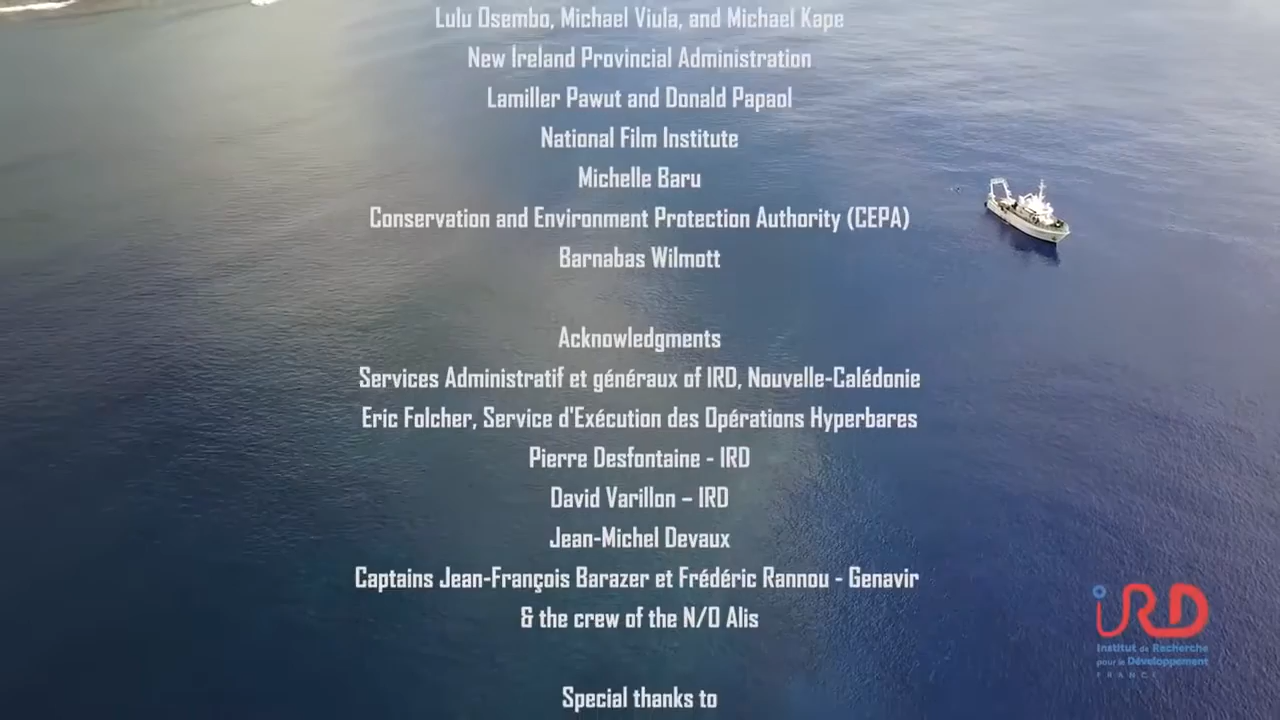 Lulu Osembo, Michael Viula, and Michael Kape
New Ireland Provincial Administration
Lamiller Pawut and Donald Papaol
National Film Institute
Michelle Baru
Conservation and Environment Protection Authority (CEPA)
Barnabas Wilmott
Acknowledgments
Services Administratif et généraux of IRD, Nouvelle-Calédonie
Eric Folcher, Service d'Exécution des Opérations Hyperbares
Pierre Desfontaine - IRD
David Varillon – IRD
Jean-Michel Devaux
Captains Jean-François Barazer et Frédéric Rannou - Genavir
& the crew of the N/O Alis
Special thanks to
iRD
Institut de Recherche
pour le Développement
FRANCE